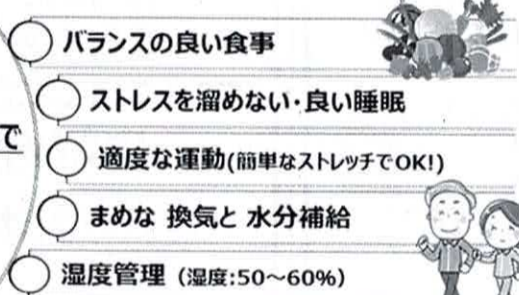 バランスの良い食事
ストレスを溜めない・良い睡眠
で
適度な運動(簡単なストレッチでOK!)
まめな 換気と 水分補給
湿度管理 (湿度:50～60%)